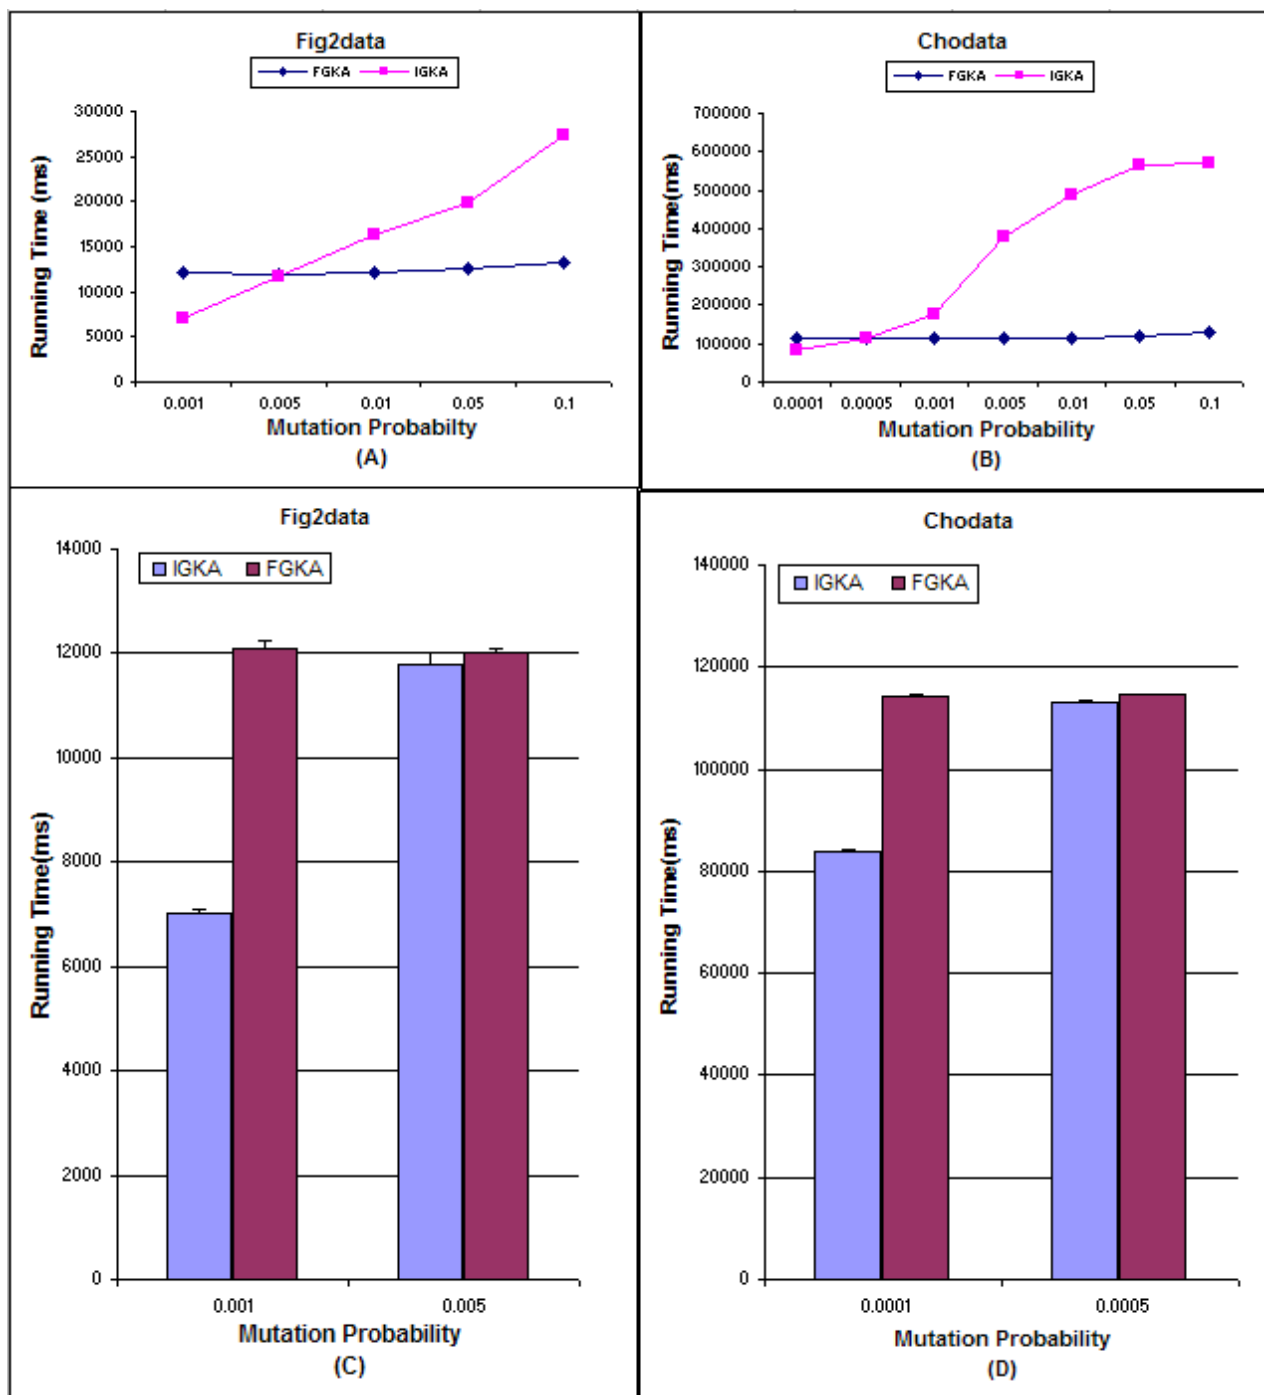 Fig2data
FGKA IGKA
30000
25000
20000
15000
10000
5000
0
Running Time (ms)
0.001 0.005 0.01 0.05 0.1
Mutation Probabilty
(A)
Chodata
FGKA IGKA
700000
600000
500000
400000
300000
200000
100000
0
Running Time(ms)
0.0001 0.0005 0.001 0.005 0.01 0.05 0.1
Mutation Probability
(B)
Fig2data
IGKA FGKA
14000
12000
10000
8000
6000
4000
2000
0
Running Time(ms)
0.001 0.005
Mutation Probability
(C)
Chodata
IGKA FGKA
140000
120000
100000
80000
60000
40000
20000
0
Running Time(ms)
0.0001 0.0005
Mutation Probability
(D)